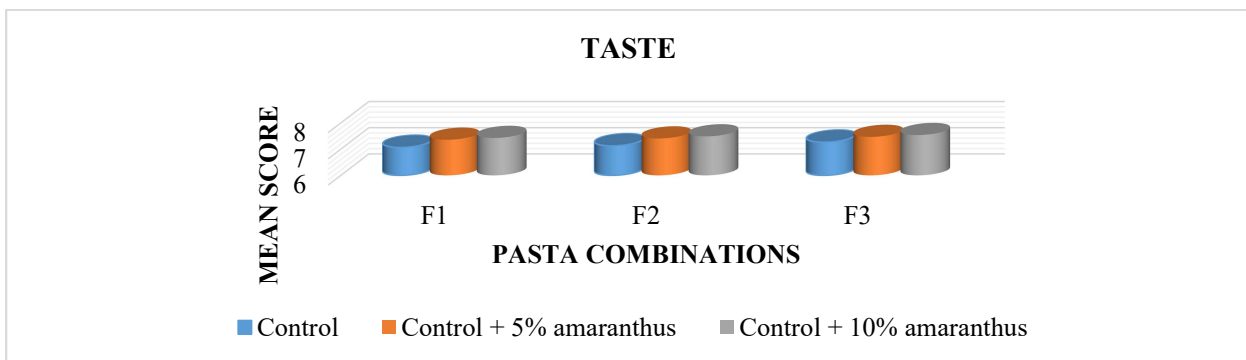 TASTE
MEAN SCORE
8
7
6
F1 F2 F3
PASTA COMBINATIONS
Control Control + 5% amaranthus Control + 10% amaranthus